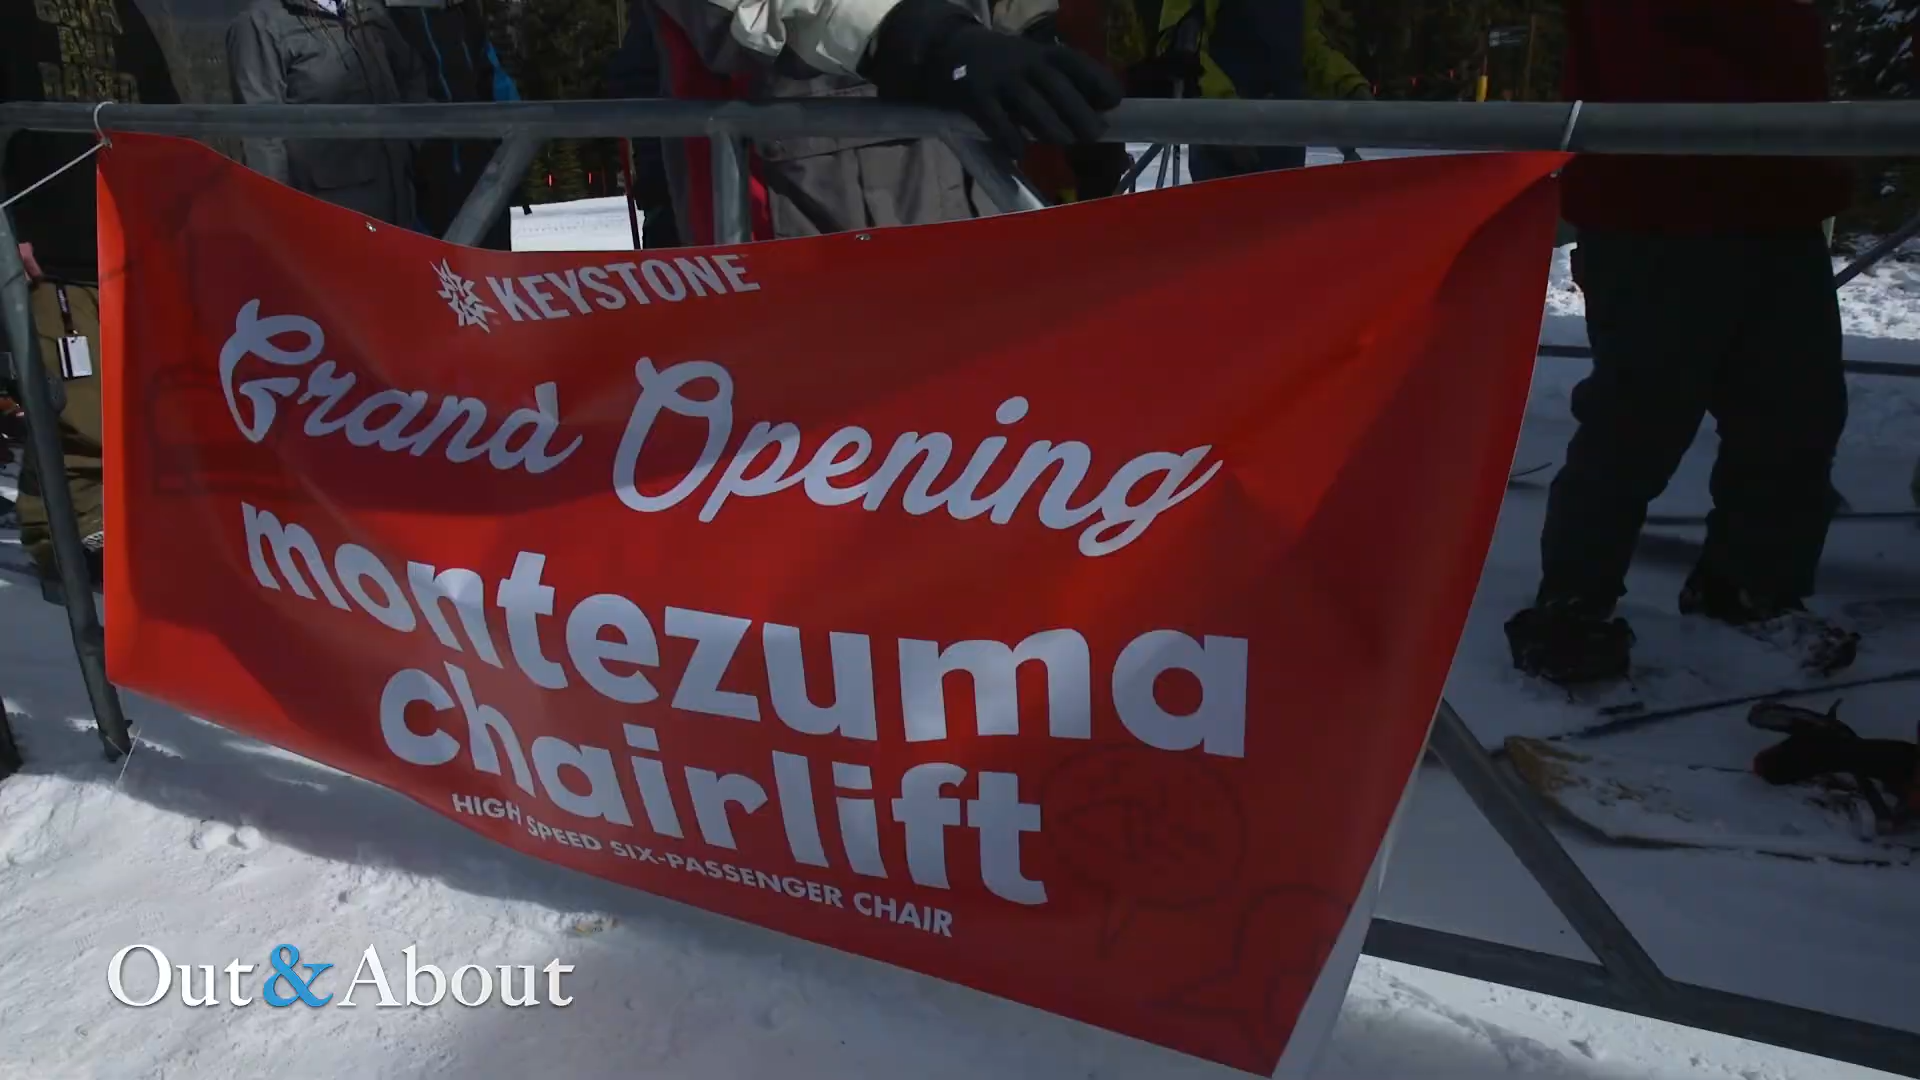 KEYSTONE
Grand Opening
montezuma
chairlift
HIGH SPEED SIX-PASSENGER CHAIR
Out&About